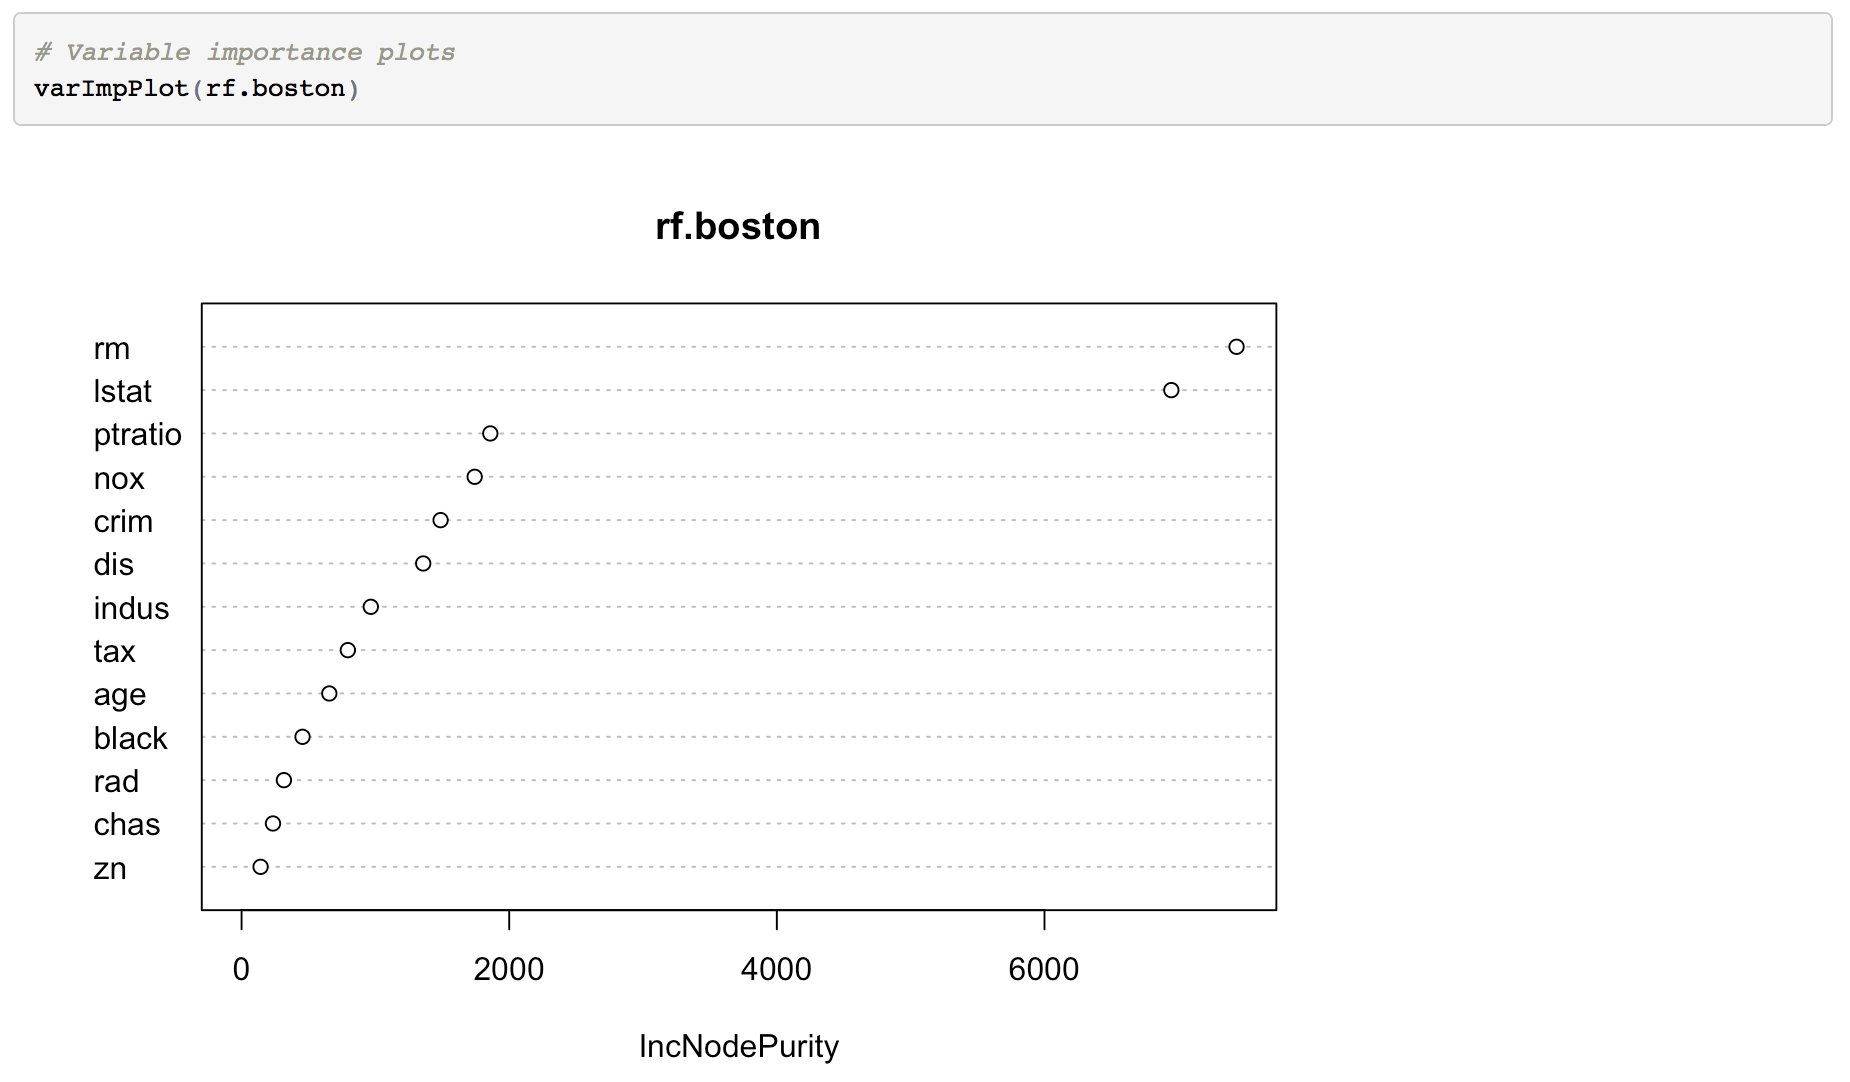 # Variable importance plots
varImpPlot(rf.boston)
rf.boston
rm
lstat
ptratio
nox
crim
dis
indus
tax
age
black
rad
chas
zn
0 2000 4000 6000
IncNodePurity